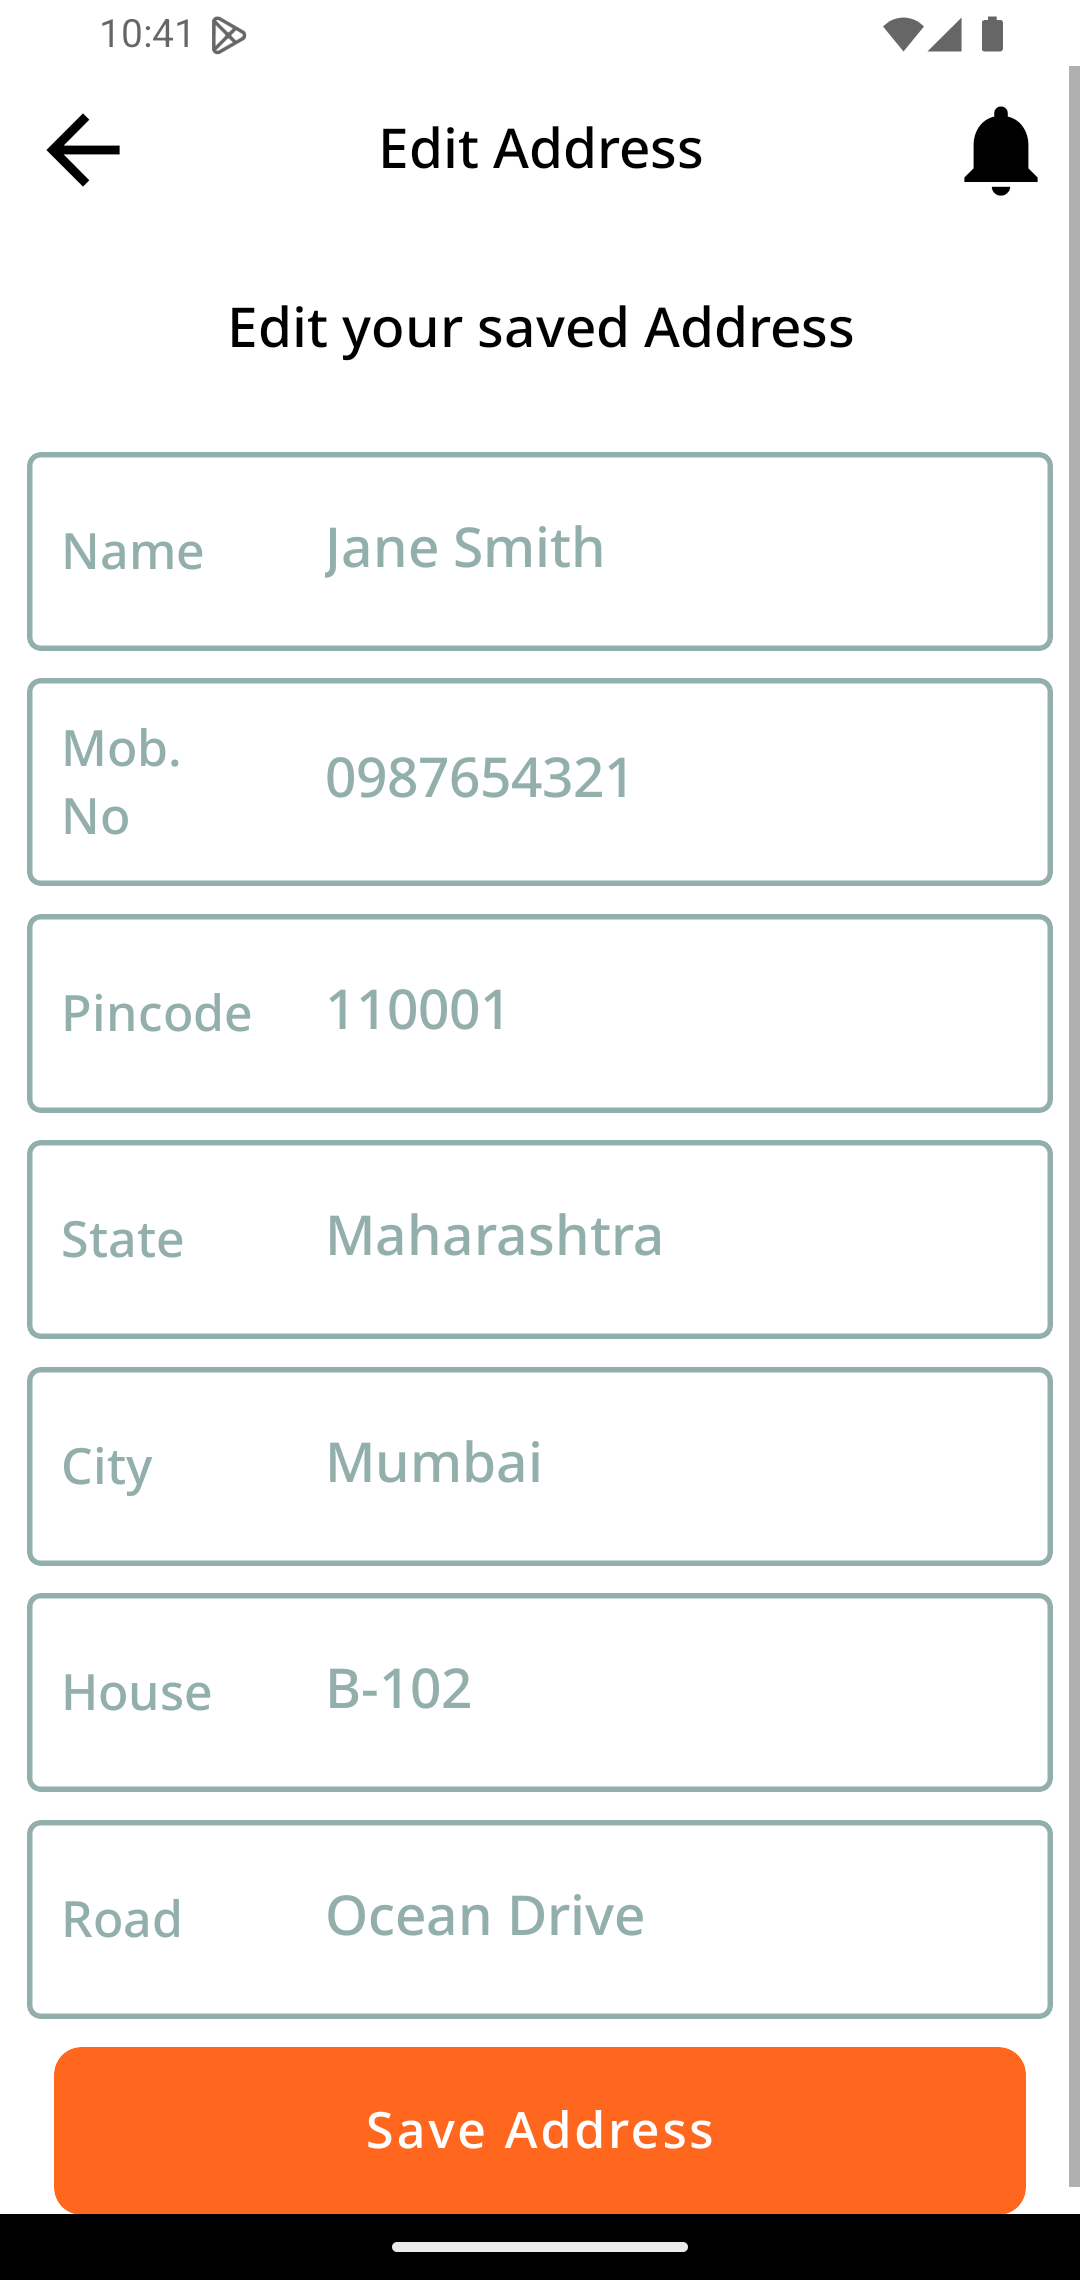 10:41
Edit Address
Edit your saved Address
Name Jane Smith
Mob.
No 0987654321
Pincode 110001
State Maharashtra
City Mumbai
House B-102
Road Ocean Drive
Save Address